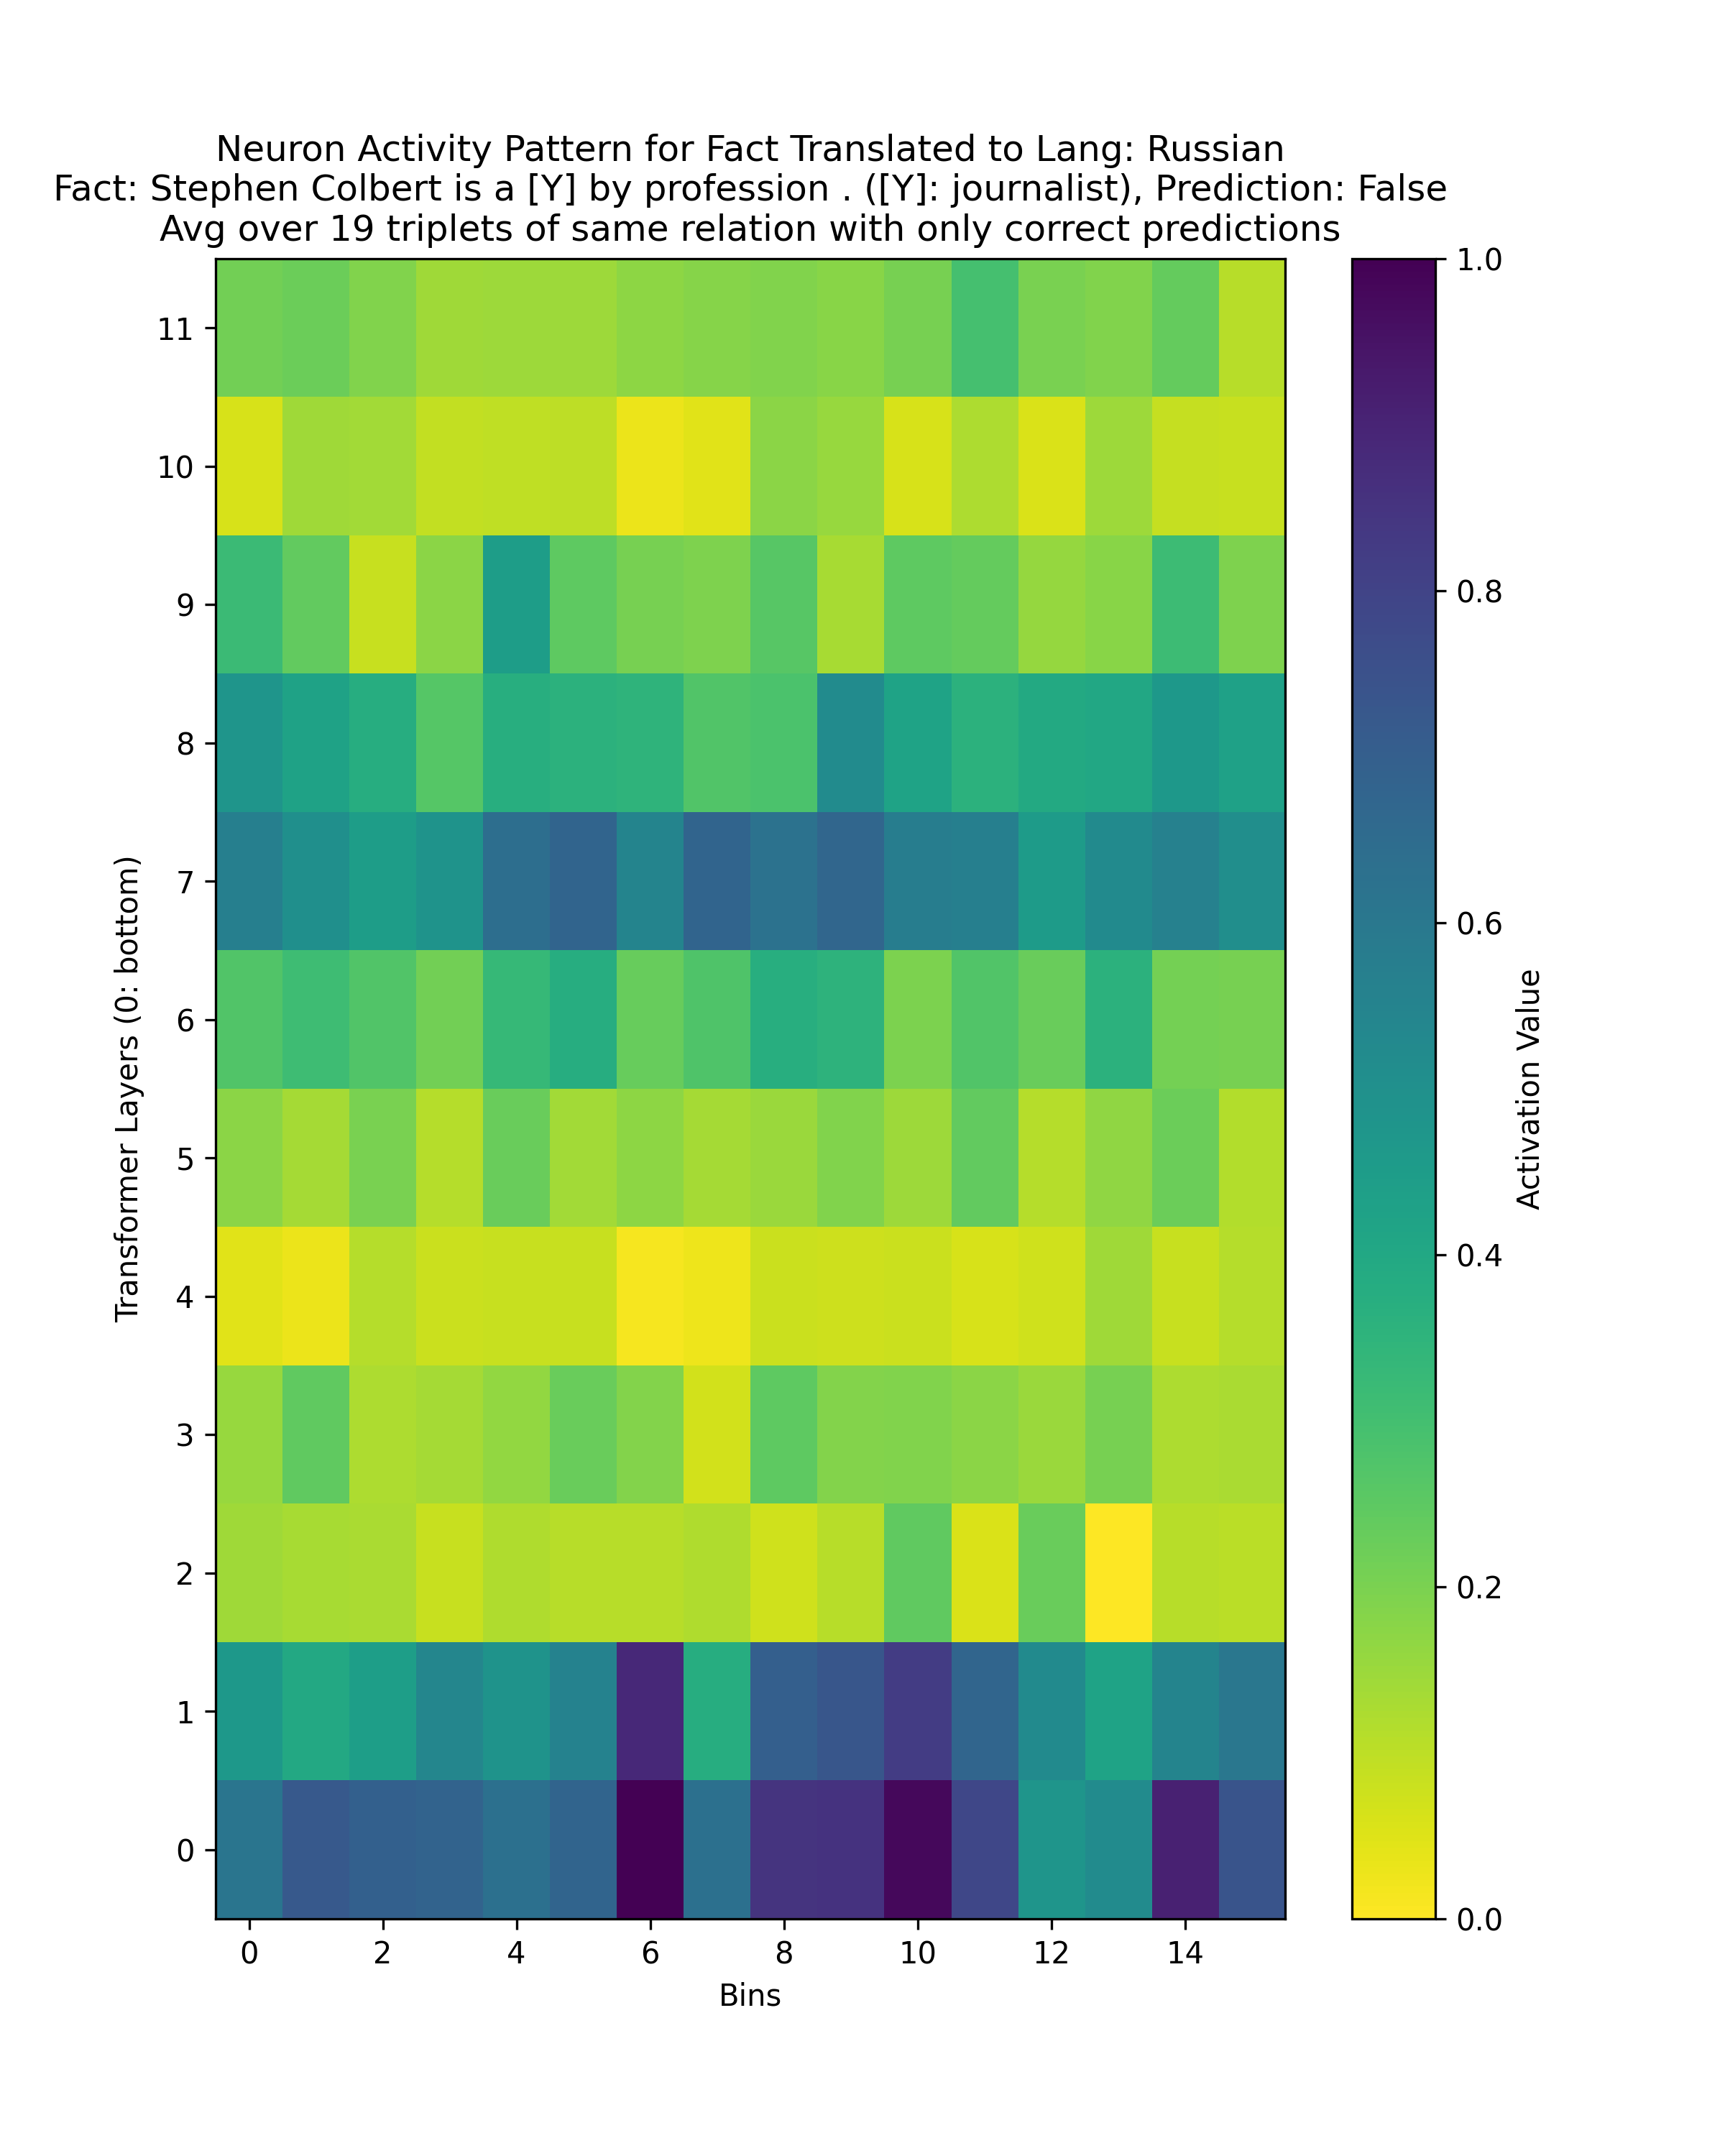 Neuron Activity Pattern for Fact Translated to Lang: Russian
Fact: Stephen Colbert is a [Y] by profession . ([Y]: journalist), Prediction: False
Avg over 19 triplets of same relation with only correct predictions
11
10
9
8
7
6
5
4
3
2
1
0
Transformer Layers (0: bottom)
0 2 4 6 8 10 12 14
Bins
1.0
0.8
0.6
0.4
0.2
0.0
Activation Value